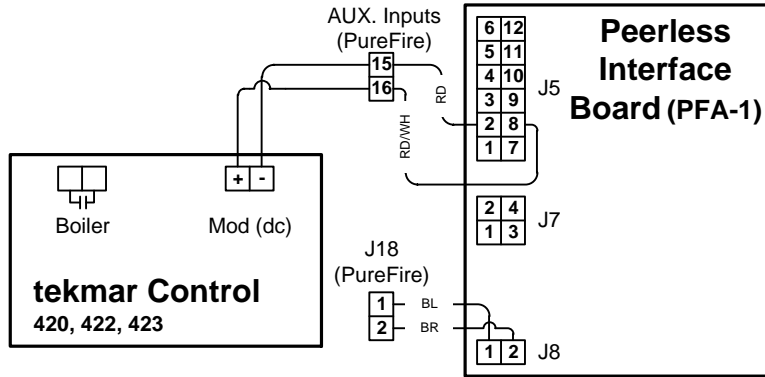 AUX. Inputs
(PureFire)
15
16
RD
RD/WH
6 12
5 11
4 10
3 9
2 8
1 7
J5
Peerless
Interface
Board (PFA-1)
+ -
Boiler
Mod (dc)
tekmar Control
420, 422, 423
2 4
1 3
J7
J18
(PureFire)
1
2
BL
BR
1 2
J8